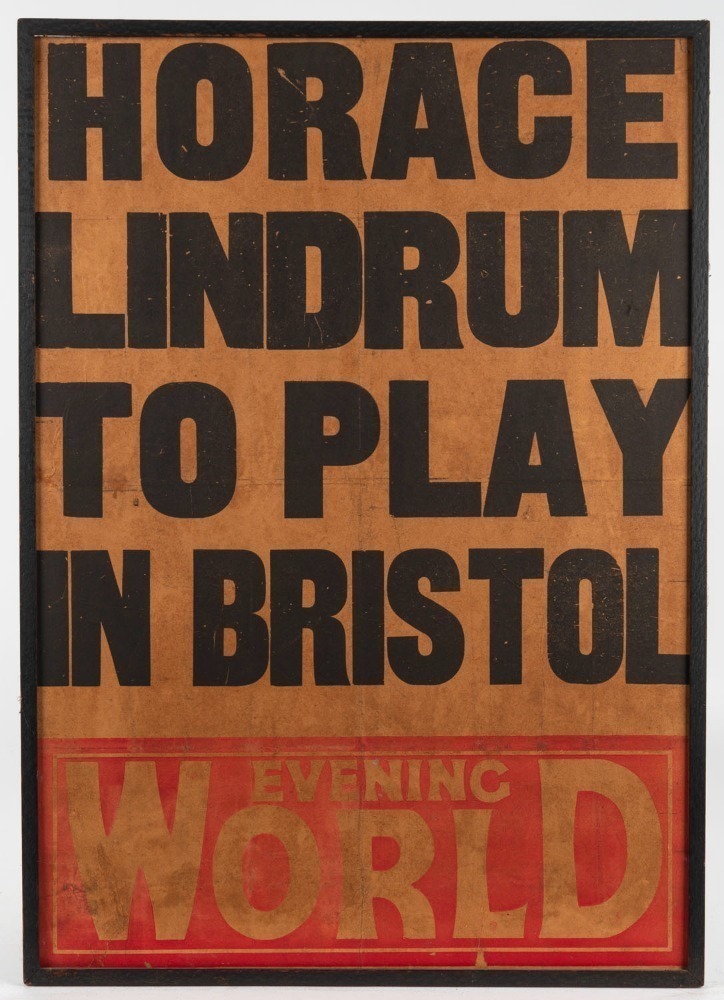 HORACE
LINDRUM
TO PLAY
IN BRISTOL
EVENING
WORLD